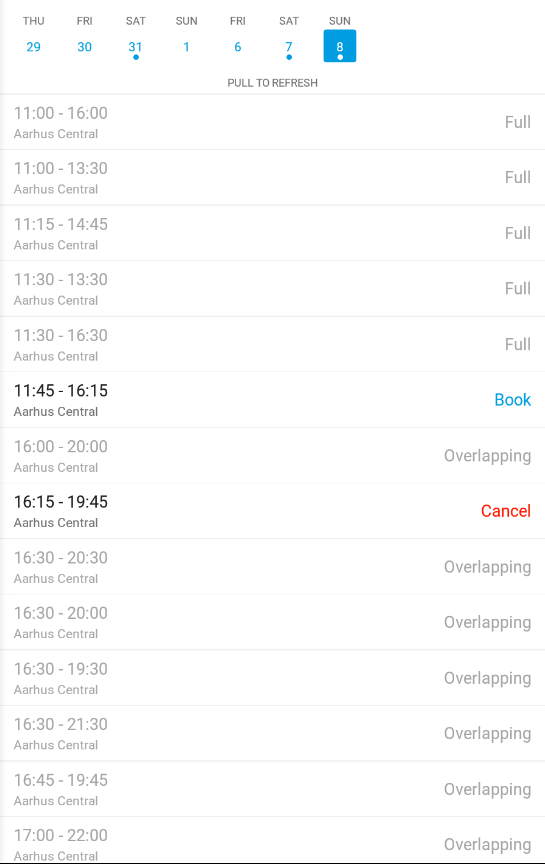 THU FRI SAT SUN FRI SAT SUN
29 30 31 1 6 7 8
PULL TO REFRESH
11:00 - 16:00
Aarhus Central
Full
11:00 - 13:30
Aarhus Central
Full
11:15 - 14:45
Aarhus Central
Full
11:30 - 13:30
Aarhus Central
Full
11:30 - 16:30
Aarhus Central
Full
11:45 - 16:15
Aarhus Central
Book
16:00 - 20:00
Aarhus Central
Overlapping
16:15 - 19:45
Aarhus Central
Cancel
16:30 - 20:30
Aarhus Central
Overlapping
16:30 - 20:00
Aarhus Central
Overlapping
16:30 - 19:30
Aarhus Central
Overlapping
16:30 - 21:30
Aarhus Central
Overlapping
16:45 - 19:45
Aarhus Central
Overlapping
17:00 - 22:00
Aarhus Central
Overlapping